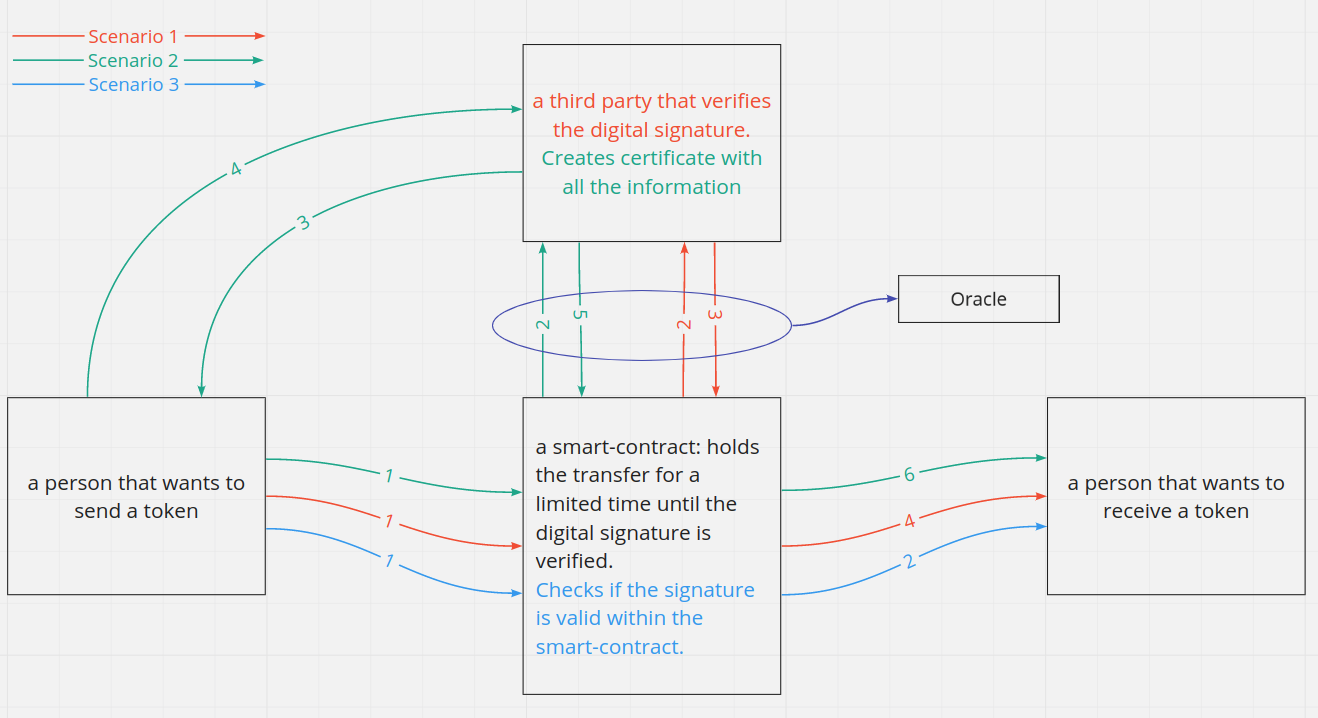 Scenario 1
Scenario 2
Scenario 3
a third party that verifies
the digital signature.
Creates certificate with
all the information
4
3
2
5
2
3
Oracle
a person that wants to
send a token
1
1
1
a smart-contract: holds
the transfer for a
limited time until the
digital signature is
verified.
Checks if the signature
is valid within the
smart-contract.
6
4
2
a person that wants to
receive a token